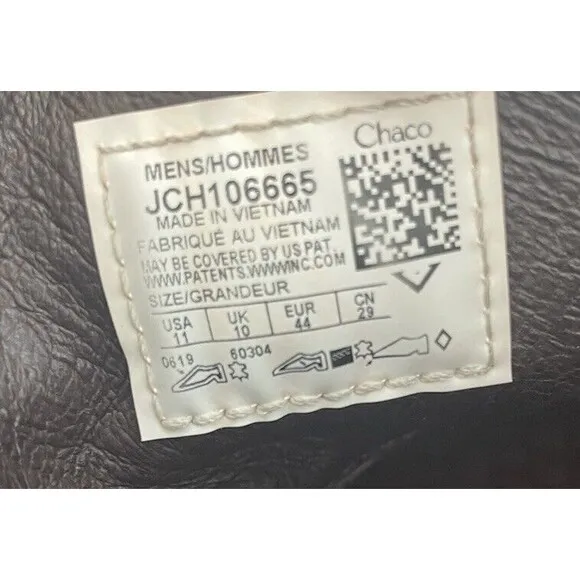 Chaco
MENS/HOMMES
JCH106665
MADE IN VIETNAM
FABRIQUÉ AU VIETNAM
MAY BE COVERED BY US PAT.
WWW.PATENTS.WWWINC.COM
SIZE/GRANDEUR
USA UK EUR CN
11 10 44 29
0619 60304